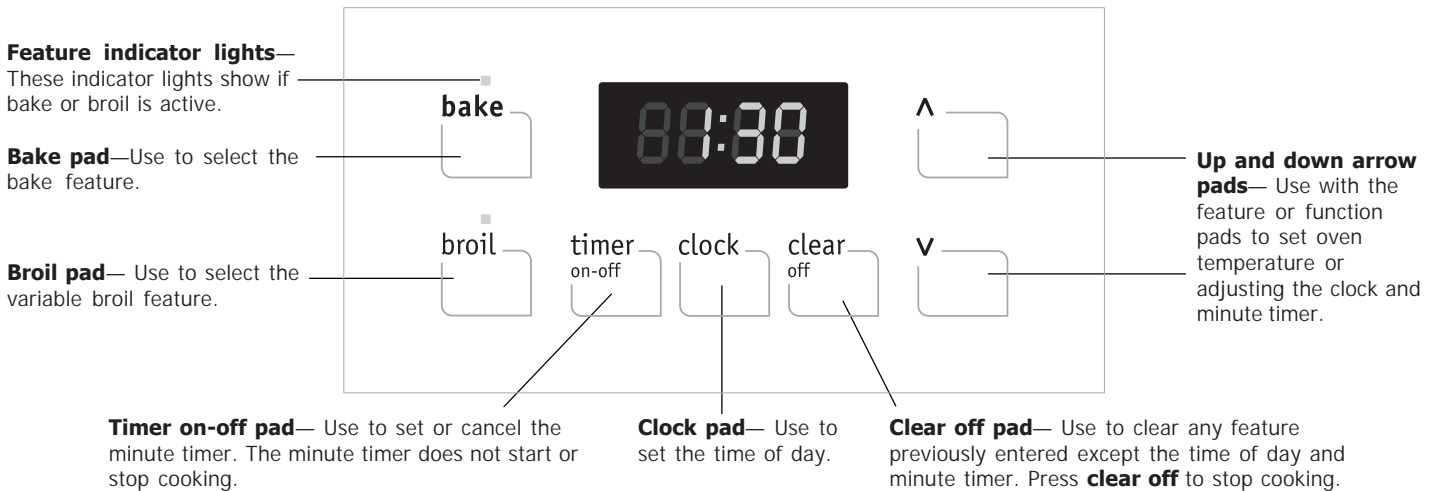 Feature indicator lights—
These indicator lights show if
bake or broil is active.
Bake pad—Use to select the
bake feature.
Broil pad— Use to select the
variable broil feature.
bake
1:30
ʌ
broil
timer
on-off
clock
clear
off
v
Up and down arrow
pads— Use with the
feature or function
pads to set oven
temperature or
adjusting the clock and
minute timer.
Timer on-off pad— Use to set or cancel the
minute timer. The minute timer does not start or
stop cooking.
Clock pad— Use to
set the time of day.
Clear off pad— Use to clear any feature
previously entered except the time of day and
minute timer. Press clear off to stop cooking.